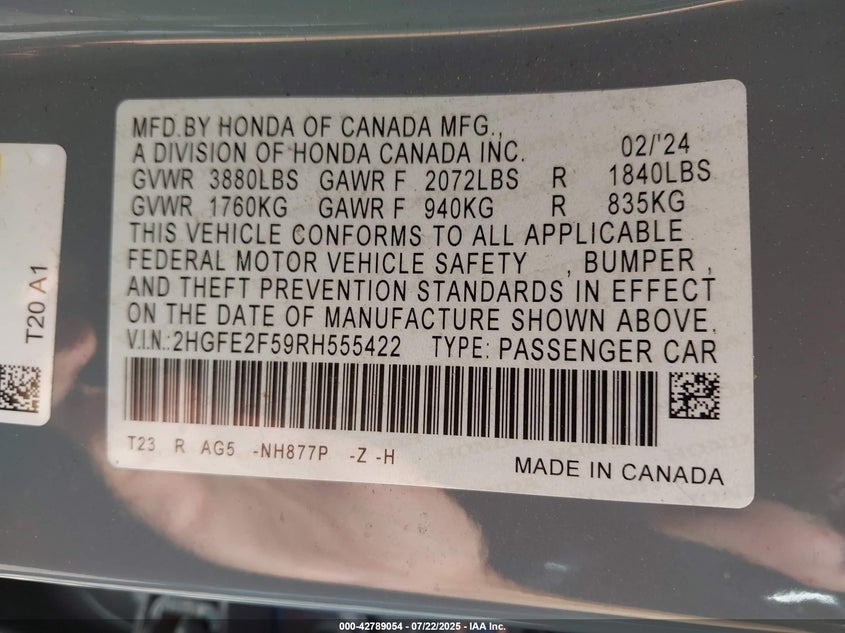 MFD.BY HONDA OF CANADA MFG.,
A DIVISION OF HONDA CANADA INC. 02/'24
GVWR 3880LBS GAWR F 2072LBS R 1840LBS
GVWR 1760KG GAWR F 940KG R 835KG
THIS VEHICLE CONFORMS TO ALL APPLICABLE
FEDERAL MOTOR VEHICLE SAFETY , BUMPER ,
AND THEFT PREVENTION STANDARDS IN EFFECT
ON THE DATE OF MANUFACTURE SHOWN ABOVE.
V.I.N.:2HGFE2F59RH555422 TYPE: PASSENGER CAR
T23 R AG5 -NH877P -Z -H
MADE IN CANADA
T20 A1
000-42789054 - 07/22/2025 - IAA Inc.